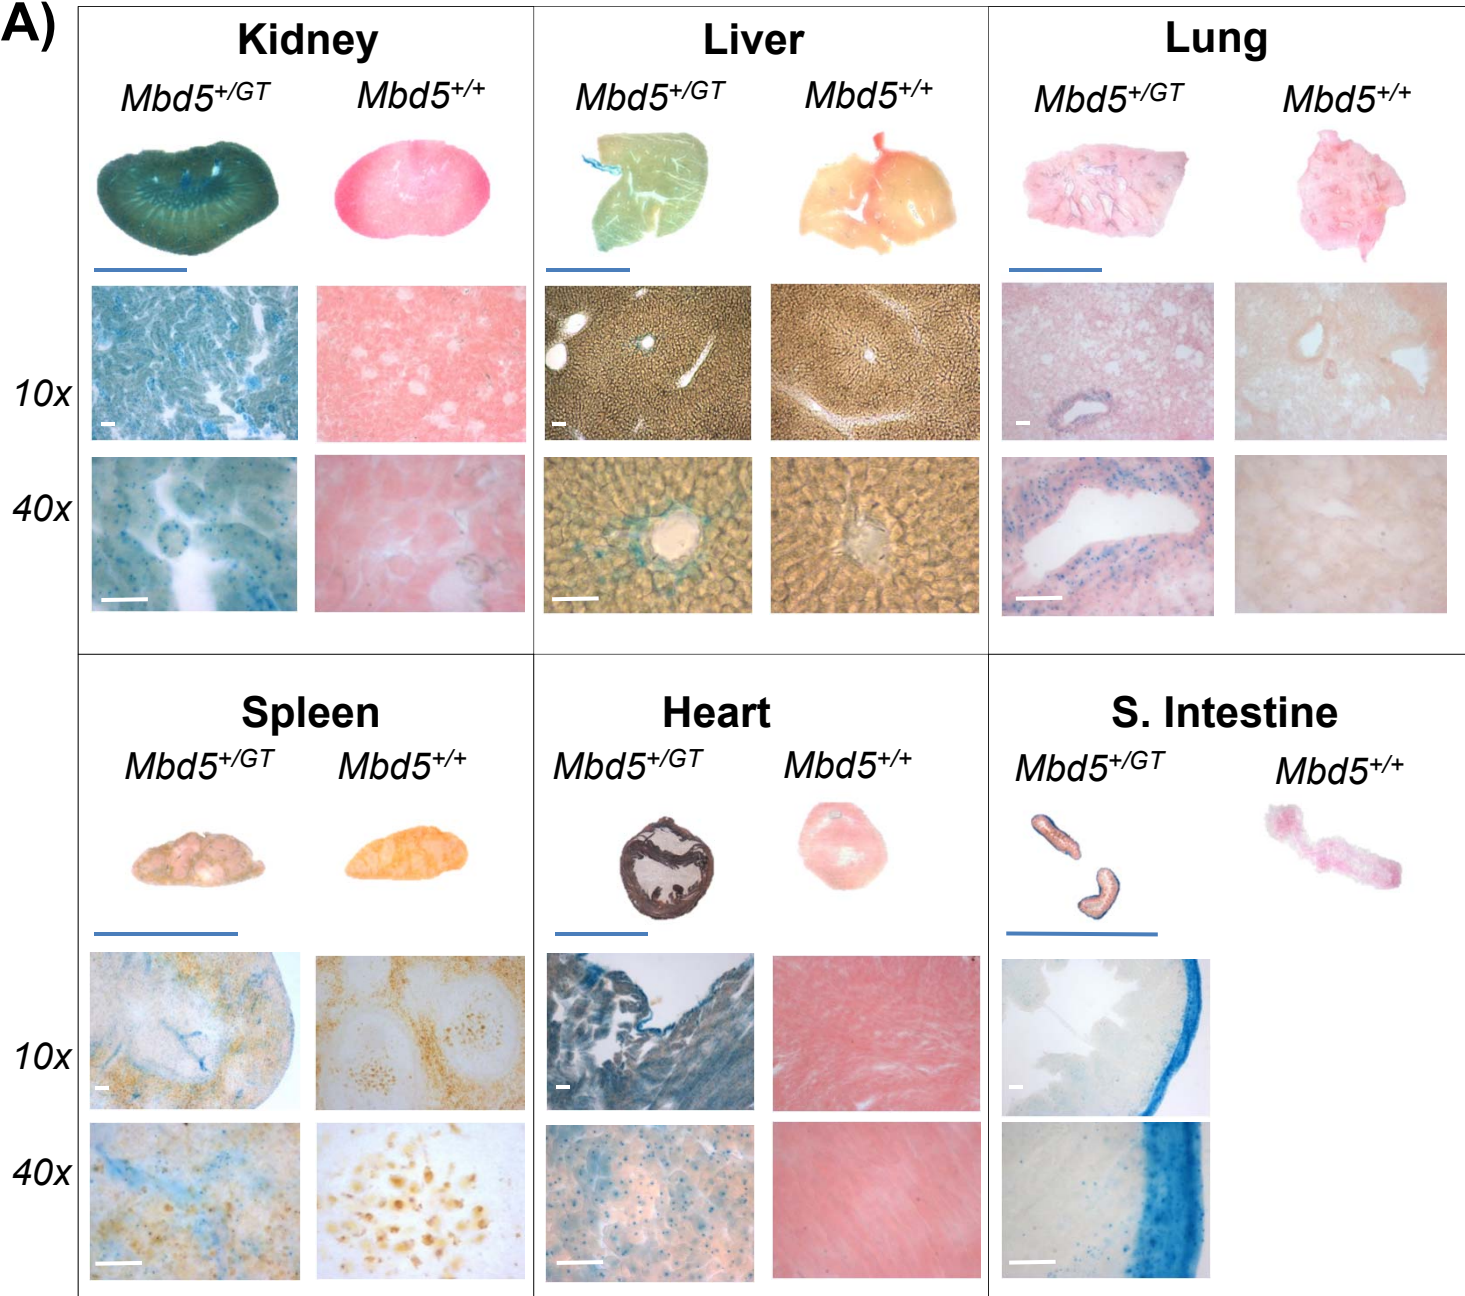 A)
Kidney
Liver
Lung
Mbd5+/GT
Mbd5+/+
Mbd5+/GT
Mbd5+/+
Mbd5+/GT
Mbd5+/+
10x
40x
Spleen
Heart
S. Intestine
Mbd5+/GT
Mbd5+/+
Mbd5+/GT
Mbd5+/+
Mbd5+/GT
Mbd5+/+
10x
40x